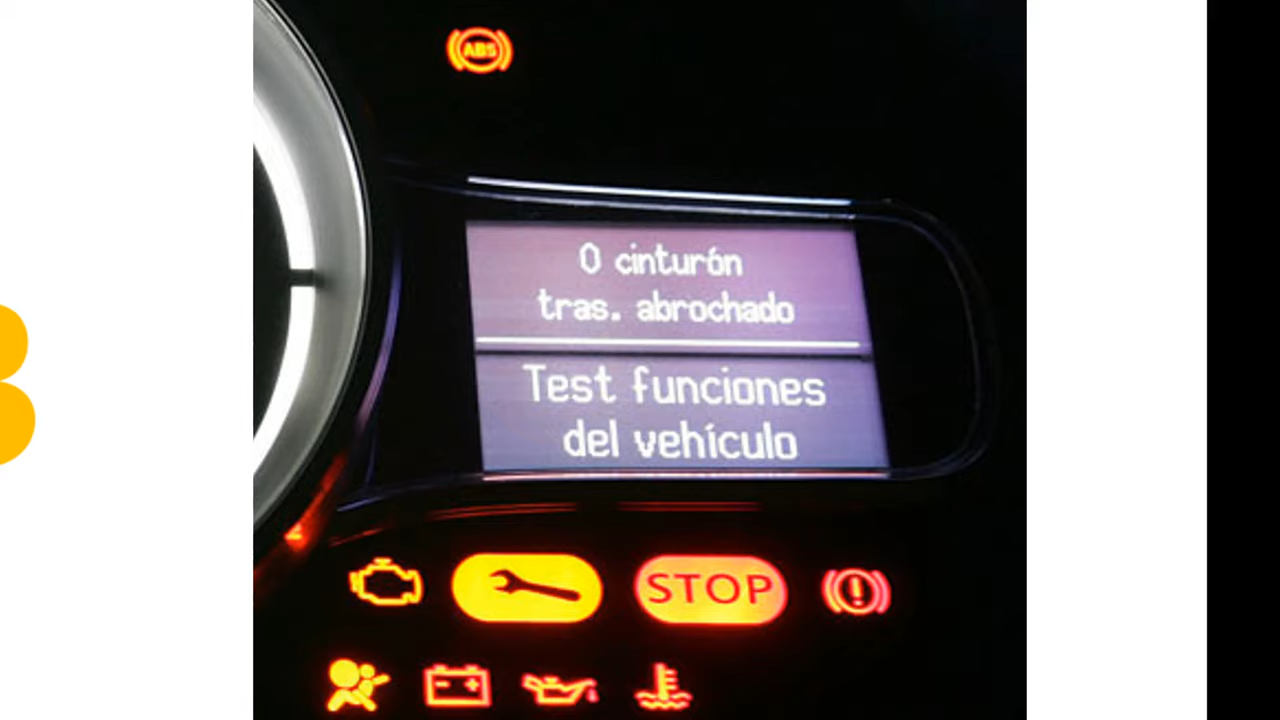 ABS
0 cinturón
tras. abrochado
Test funciones
del vehículo
STOP